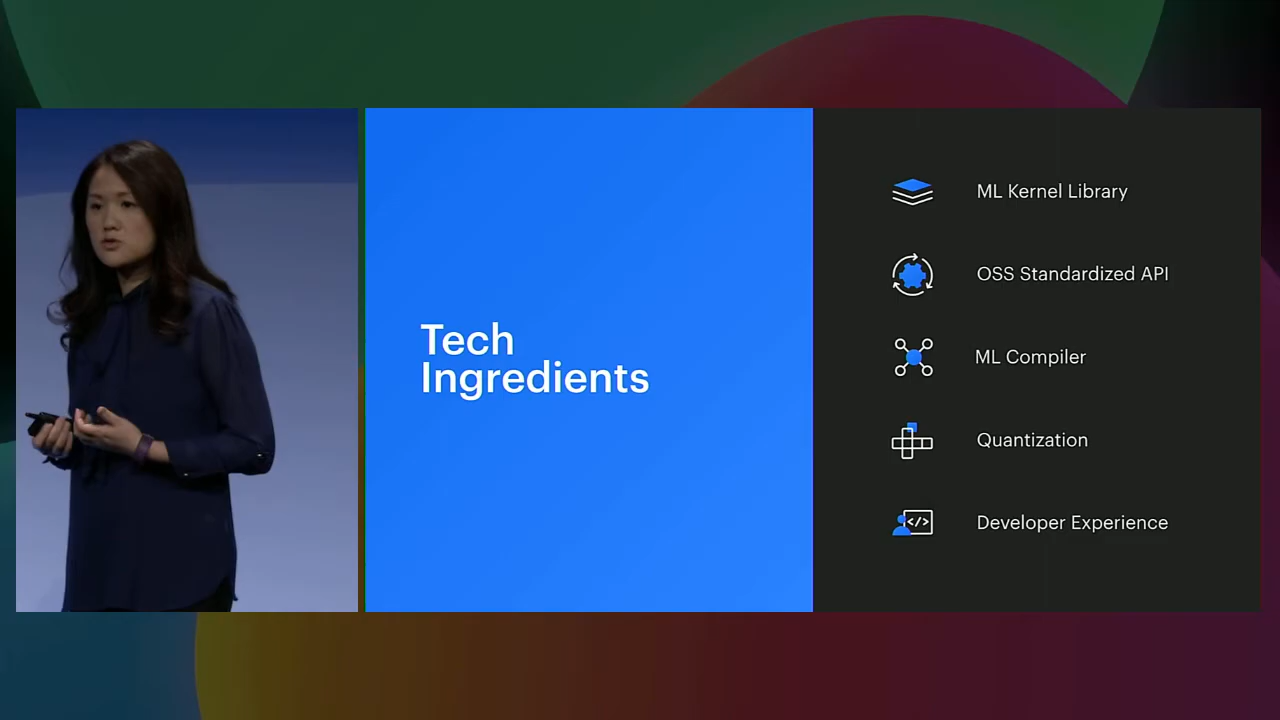 Tech
Ingredients
ML Kernel Library
OSS Standardized API
ML Compiler
Quantization
</> Developer Experience